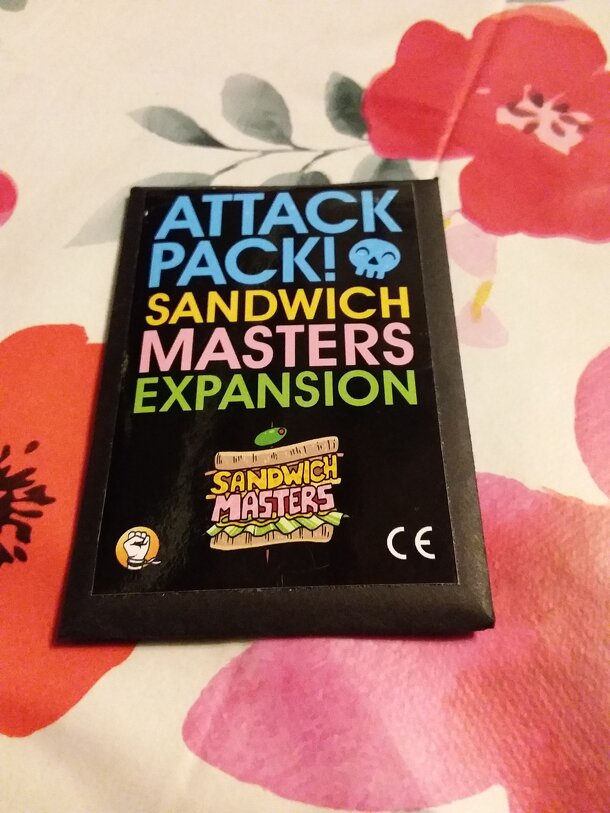 ATTACK
PACK!
SANDWICH
MASTERS
EXPANSION
SANDWICH
MASTERS
CE